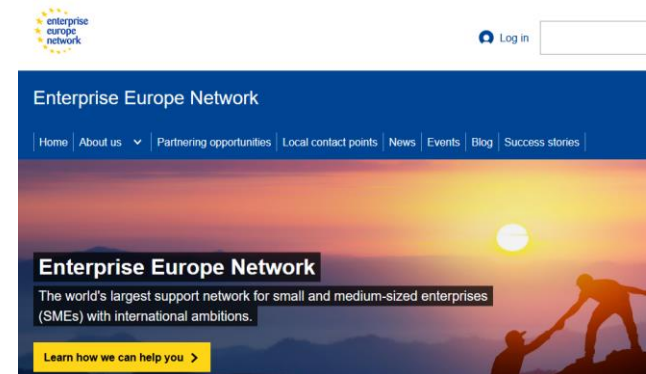 enterprise
europe
network
Log in
Enterprise Europe Network
Home About us Partnering opportunities Local contact points News Events Blog Success stories
Enterprise Europe Network
The world's largest support network for small and medium-sized enterprises
(SMEs) with international ambitions.
Learn how we can help you